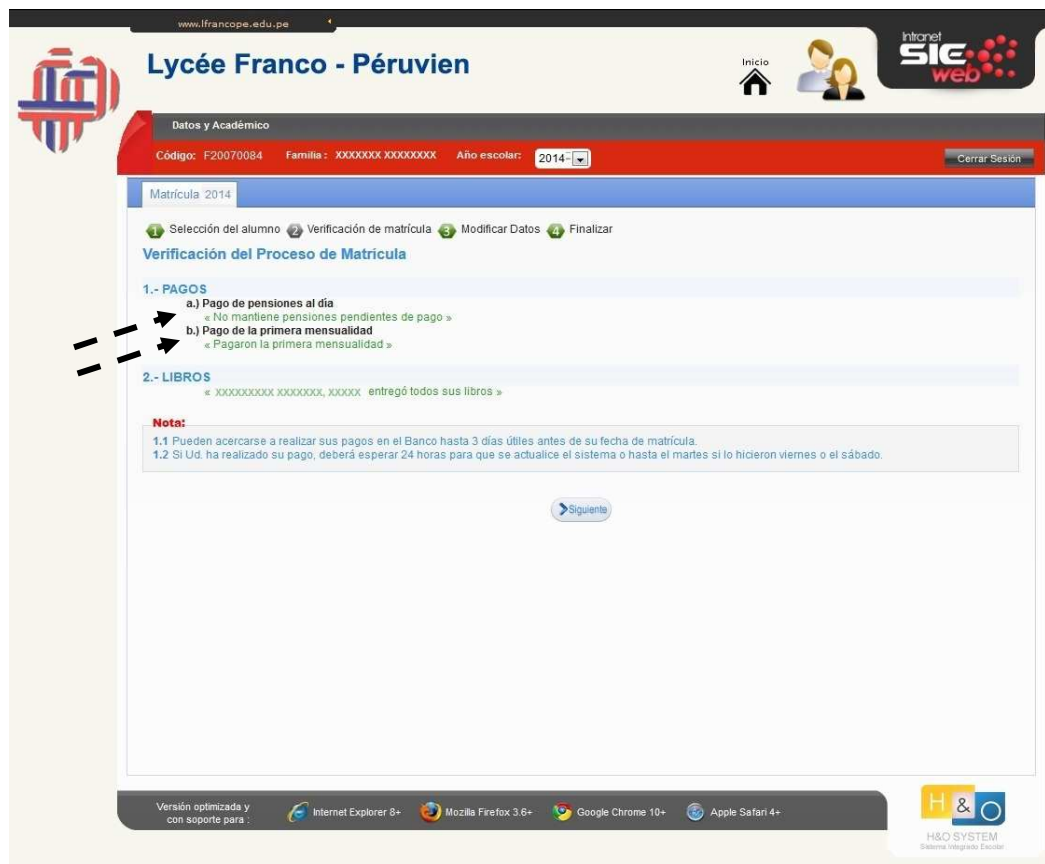 www.lfrancope.edu.pe
Lycée Franco - Péruvien
Inicio
Intranet
SIE
web
Datos y Académico
Código: F20070084 Familia : XXXXXXX XXXXXXXX Año escolar: 2014-
Cerrar Sesión
Matrícula 2014
1 Selección del alumno 2 Verificación de matrícula 3 Modificar Datos 4 Finalizar
Verificación del Proceso de Matrícula
1.- PAGOS
a.) Pago de pensiones al día
« No mantiene pensiones pendientes de pago »
b.) Pago de la primera mensualidad
« Pagaron la primera mensualidad »
2.- LIBROS
« XXXXXXXXX XXXXXXX, XXXXX entregó todos sus libros »
Nota:
1.1 Pueden acercarse a realizar sus pagos en el Banco hasta 3 días útiles antes de su fecha de matrícula.
1.2 Si Ud. ha realizado su pago, deberá esperar 24 horas para que se actualice el sistema o hasta el martes si lo hicieron viernes o el sábado.
Siguiente
Versión optimizada y
con soporte para :
Internet Explorer 8+ Mozilla Firefox 3.6+ Google Chrome 10+ Apple Safari 4+
H & O
H&O SYSTEM
Sistema Integrado Escolar